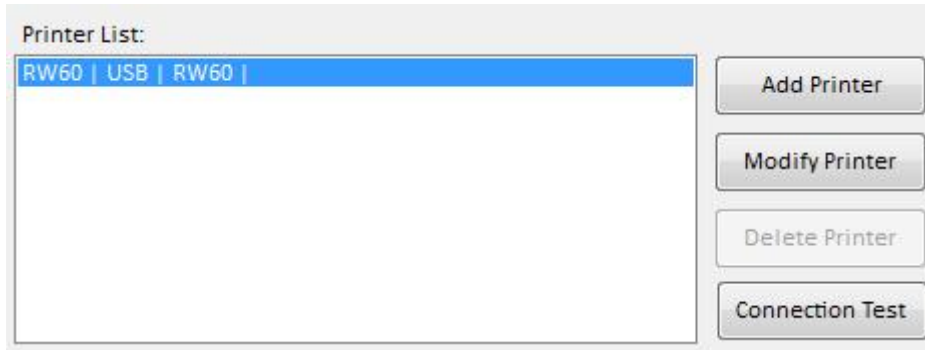 Printer List:
RW60 | USB | RW60 |
Add Printer
Modify Printer
Delete Printer
Connection Test